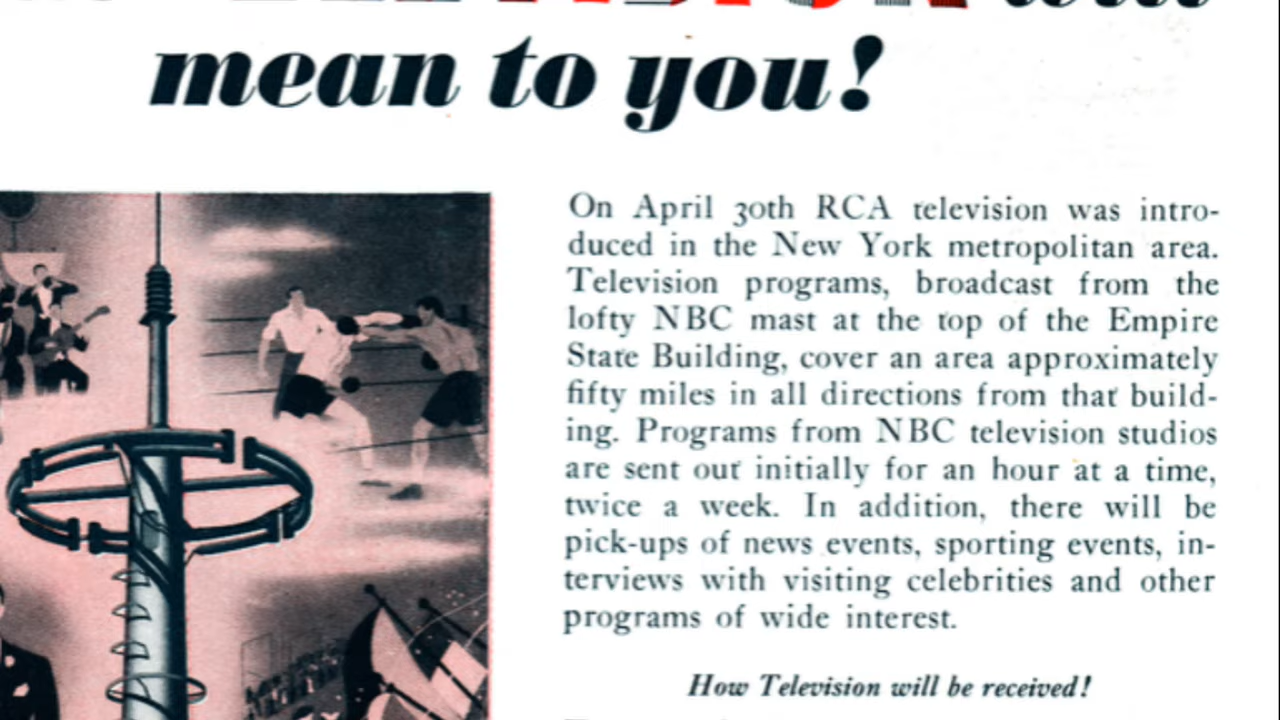 TELEVISION will
mean to you!
On April 30th RCA television was intro-
duced in the New York metropolitan area.
Television programs, broadcast from the
lofty NBC mast at the top of the Empire
State Building, cover an area approximately
fifty miles in all directions from that build-
ing. Programs from NBC television studios
are sent out initially for an hour at a time,
twice a week. In addition, there will be
pick-ups of news events, sporting events, in-
terviews with visiting celebrities and other
programs of wide interest.
How Television will be received!